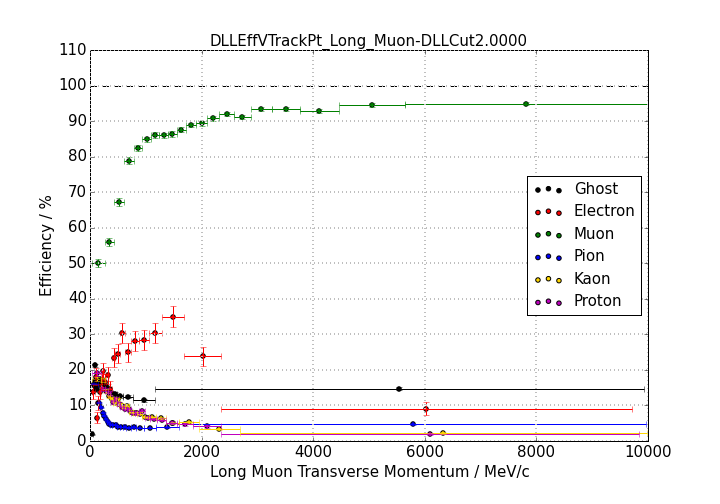 DLLEffVTrackPt_Long_Muon-DLLCut2.0000
110
100
90
80
70
60
50
40
30
20
10
0
Efficiency / %
Ghost
Electron
Muon
Pion
Kaon
Proton
0 2000 4000 6000 8000 10000
Long Muon Transverse Momentum / MeV/c